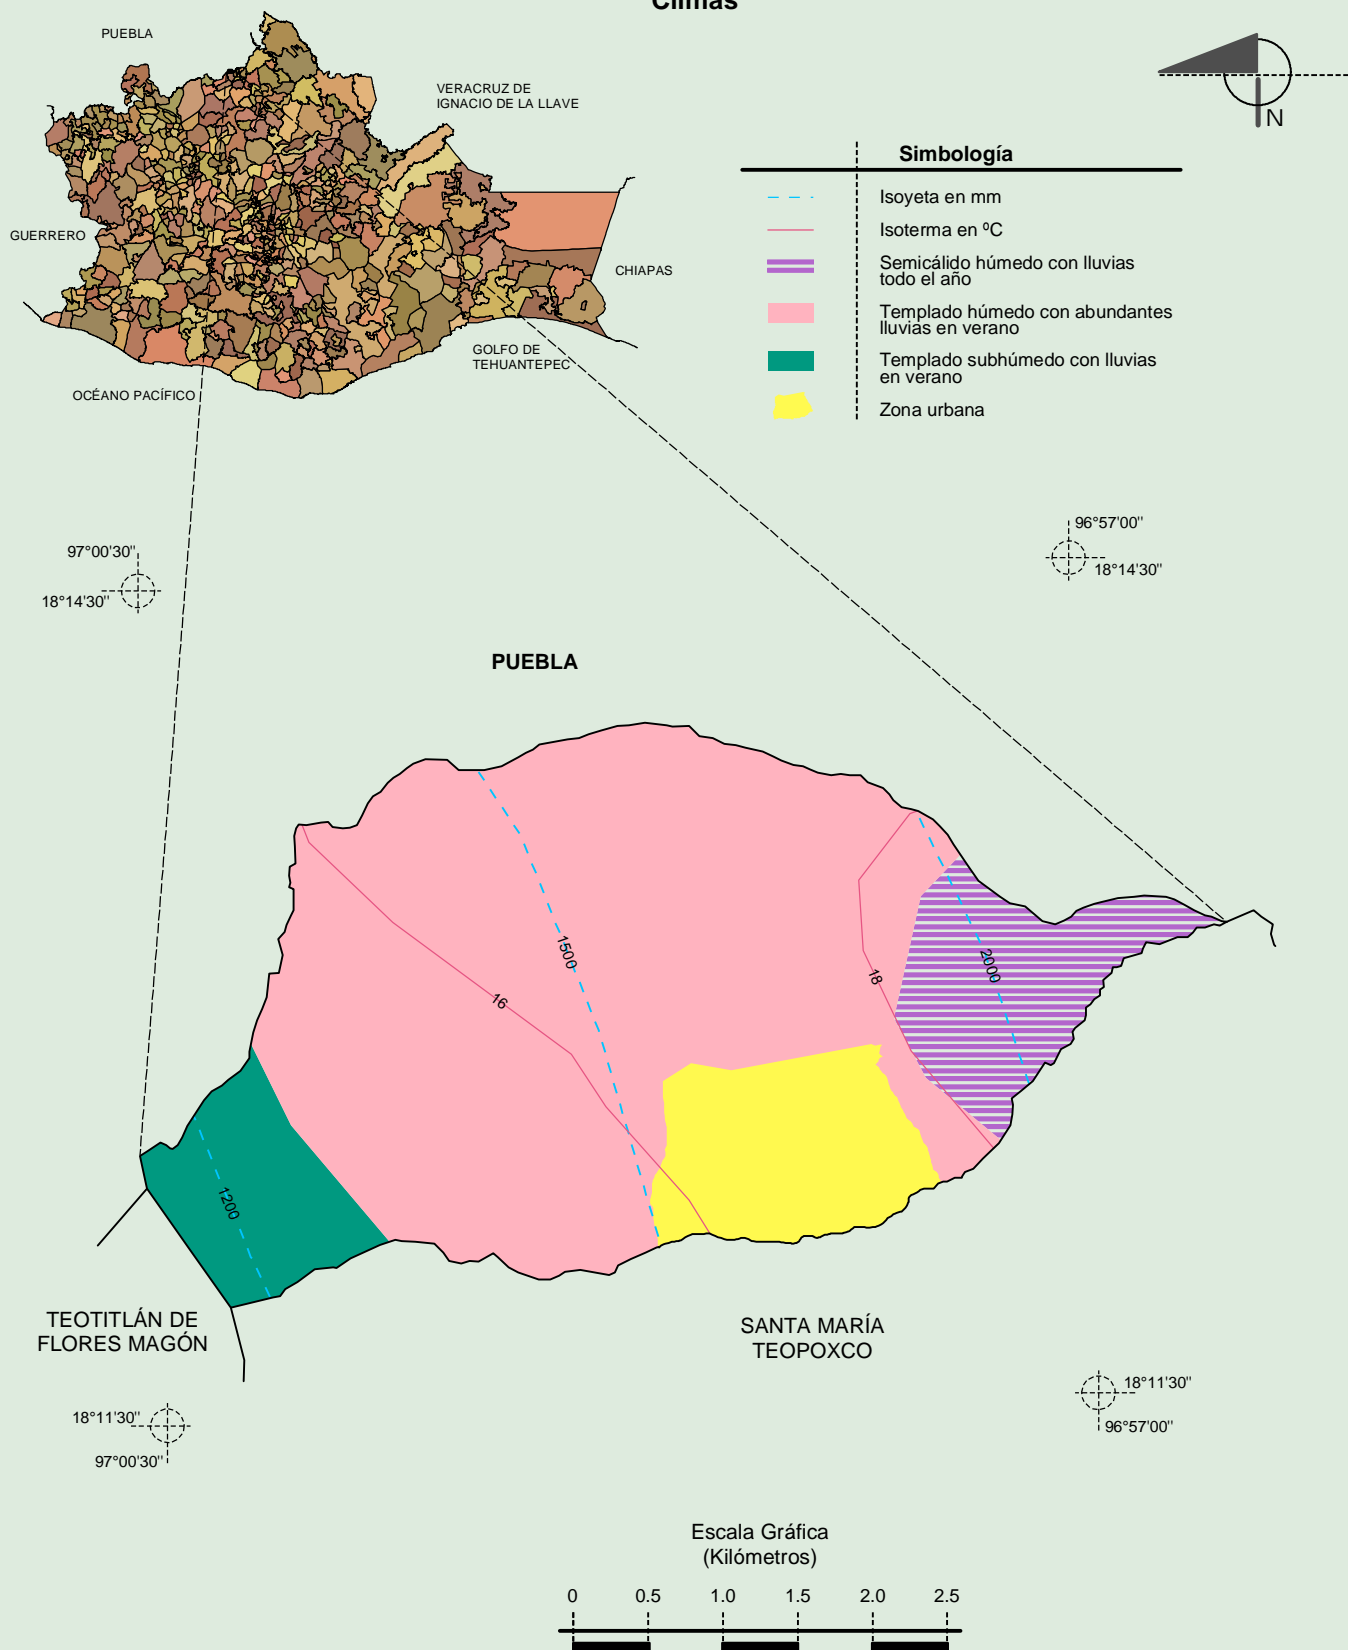 Climas
PUEBLA
VERACRUZ DE
IGNACIO DE LA LLAVE
GUERRERO
CHIAPAS
GOLFO DE
TEHUANTEPEC
OCÉANO PACÍFICO
N
Simbología
Isoyeta en mm
Isoterma en ºC
Semicálido húmedo con lluvias
todo el año
Templado húmedo con abundantes
lluvias en verano
Templado subhúmedo con lluvias
en verano
Zona urbana
97°00'30"
18°14'30"
96°57'00"
18°14'30"
PUEBLA
1500
16
18
2000
1200
TEOTITLÁN DE
FLORES MAGÓN
SANTA MARÍA
TEOPOXCO
18°11'30"
97°00'30"
18°11'30"
96°57'00"
Escala Gráfica
(Kilómetros)
0 0.5 1.0 1.5 2.0 2.5